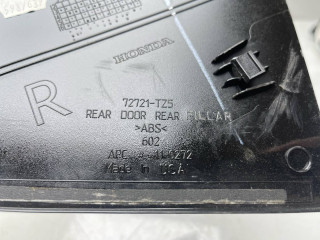 HONDA
R
72721-TZ5
REAR DOOR REAR PILLAR
>ABS<
602
Made in USA